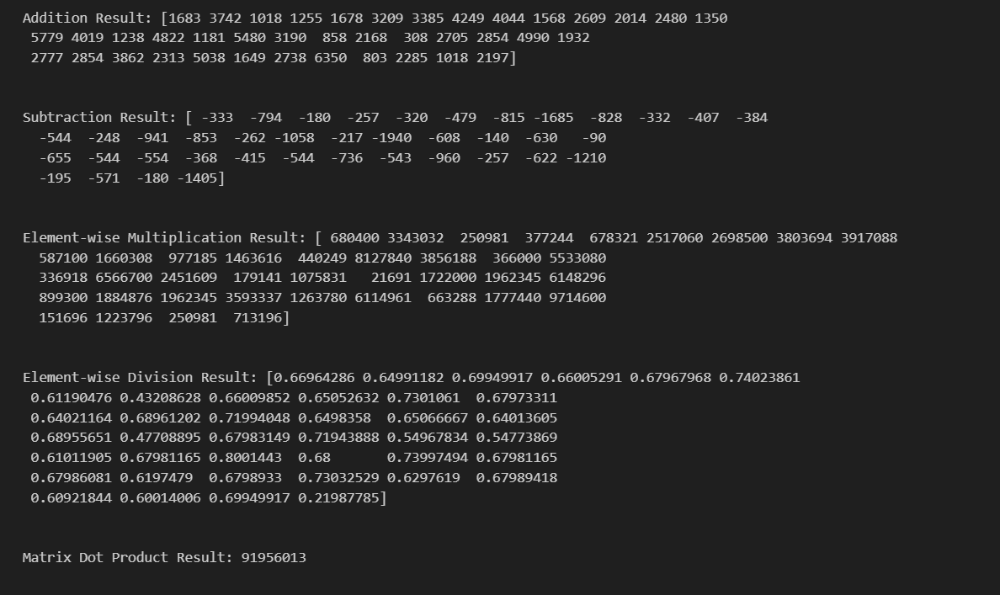 Addition Result: [1683 3742 1018 1255 1678 3209 3385 4249 4044 1568 2609 2014 2480 1350
5779 4019 1238 4822 1181 5480 3190 858 2168 308 2705 2854 4990 1932
2777 2854 3862 2313 5038 1649 2738 6350 803 2285 1018 2197]
Subtraction Result: [ -333 -794 -180 -257 -320 -479 -815 -1685 -828 -332 -407 -384
-544 -248 -941 -853 -262 -1058 -217 -1940 -608 -140 -630 -90
-655 -544 -554 -368 -415 -544 -736 -543 -960 -257 -622 -1210
-195 -571 -180 -1405]
Element-wise Multiplication Result: [ 680400 3343032 250981 377244 678321 2517060 2698500 3803694 3917088
587100 1660308 977185 1463616 440249 8127840 3856188 366000 5533080
336918 6566700 2451609 179141 1075831 21691 1722000 1962345 6148296
899300 1884876 1962345 3593337 1263780 6114961 663288 1777440 9714600
151696 1223796 250981 713196]
Element-wise Division Result: [0.66964286 0.64991182 0.69949917 0.66005291 0.67967968 0.74023861
0.61190476 0.43208628 0.66009852 0.65052632 0.7301061 0.67973311
0.64021164 0.68961202 0.71994048 0.6498358 0.65066667 0.64013605
0.68955651 0.47708895 0.67983149 0.71943888 0.54967834 0.54773869
0.61011905 0.67981165 0.8001443 0.68 0.73997494 0.67981165
0.67986081 0.6197479 0.6798933 0.73032529 0.6297619 0.67989418
0.60921844 0.60014006 0.69949917 0.21987785]
Matrix Dot Product Result: 91956013